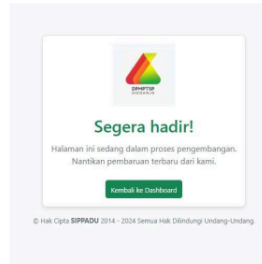 DPMPTSP
Segera hadir!
Halaman ini sedang dalam proses pengembangan.
Nantikan pembaruan terbaru dari kami.
Kembali ke Dashboard
© Hak Cipta SIPPADU 2014 - 2024 Semua Hak Dilindungi Undang-Undang.